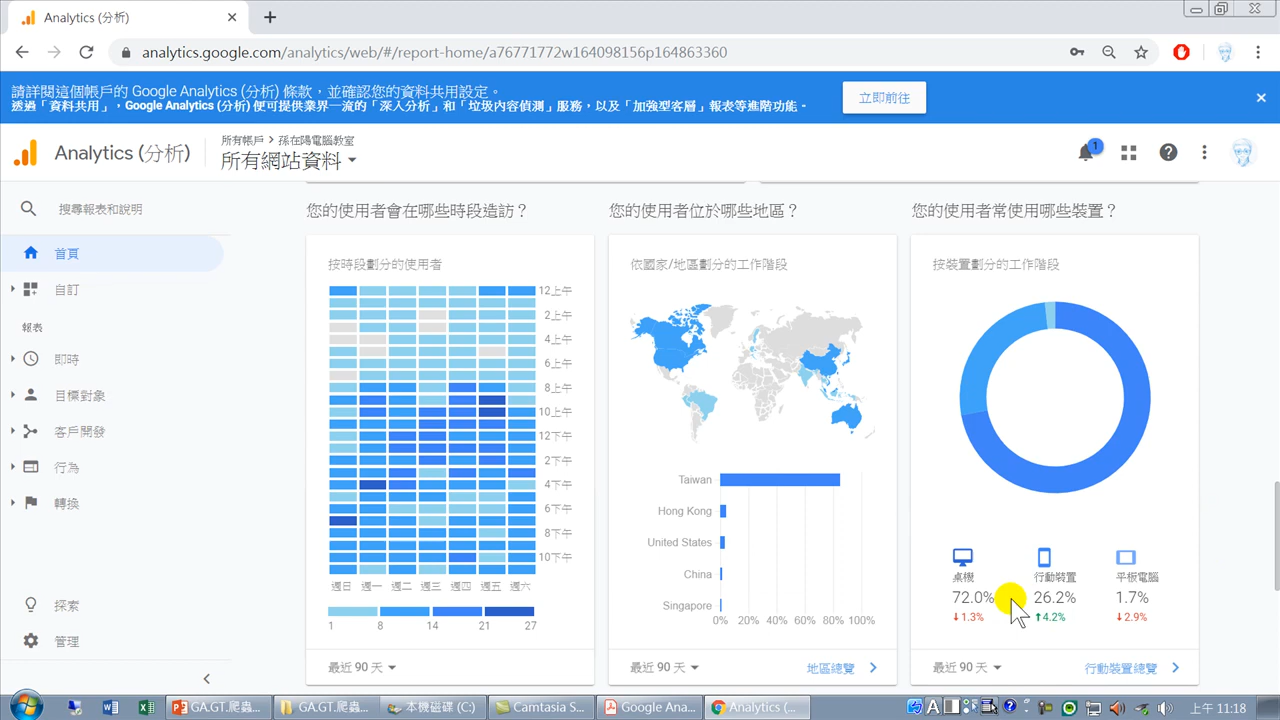 Analytics (分析)
analytics.google.com/analytics/web/#/report-home/a76771772w164098156p164863360
請詳閱這個帳戶的 Google Analytics (分析) 條款，並確認您的資料共用設定。
透過「資料共用」，Google Analytics (分析) 便可提供業界一流的「深入分析」和「垃圾內容偵測」服務，以及「加強型客層」報表等進階功能。
立即前往
Analytics (分析)
所有帳戶 > 孫在陽電腦教室
所有網站資料
1
搜尋報表和說明
首頁
自訂
報表
即時
目標對象
客戶開發
行為
轉換
探索
管理
您的使用者會在哪些時段造訪？
按時段劃分的使用者
12上午
2上午
4上午
6上午
8上午
10上午
12下午
2下午
4下午
6下午
8下午
10下午
週日 週一 週二 週三 週四 週五 週六
1 8 14 21 27
最近 90 天
您的使用者位於哪些地區？
依國家/地區劃分的工作階段
Taiwan
Hong Kong
United States
China
Singapore
0% 20% 40% 60% 80% 100%
最近 90 天
地區總覽
您的使用者常使用哪些裝置？
按裝置劃分的工作階段
桌機 行動裝置 平板電腦
72.0% 26.2% 1.7%
↓1.3% ↑4.2% ↓2.9%
最近 90 天
行動裝置總覽
GA.GT.爬蟲... GA.GT.爬蟲... 本機磁碟 (C:) Camtasia S... Google Ana... Analytics (... A 上午 11:18